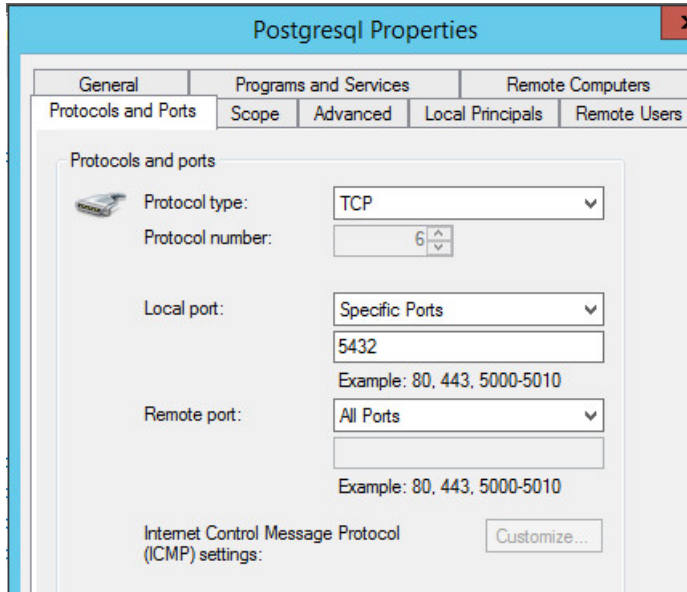 Postgresql Properties
General Programs and Services Remote Computers
Protocols and Ports Scope Advanced Local Principals Remote Users
Protocols and ports
Protocol type: TCP
Protocol number: 6
Local port: Specific Ports
5432
Example: 80, 443, 5000-5010
Remote port: All Ports
Example: 80, 443, 5000-5010
Internet Control Message Protocol
(ICMP) settings: Customize...